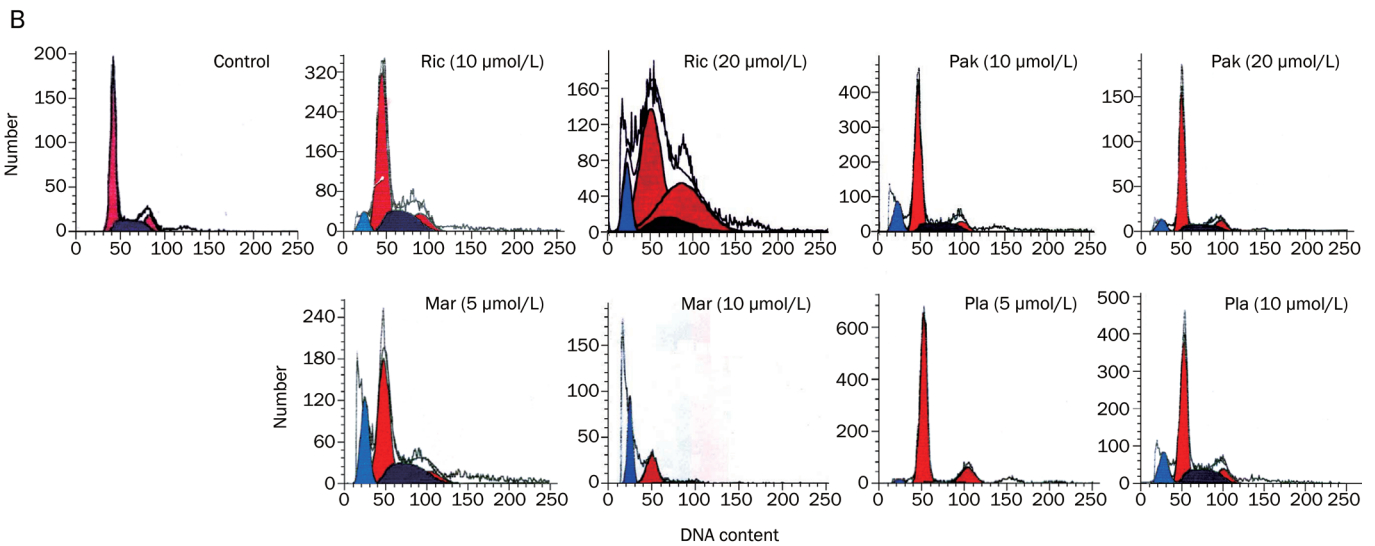 B
Control
200
150
100
50
0
Number
0 50 100 150 200 250
Ric (10 μmol/L)
320
240
160
80
0
0 50 100 150 200 250
Ric (20 μmol/L)
160
120
80
40
0
0 50 100 150 200 250
Pak (10 μmol/L)
400
300
200
100
0
0 50 100 150 200 250
Pak (20 μmol/L)
150
100
50
0
0 50 100 150 200 250
Mar (5 μmol/L)
240
180
120
60
0
Number
0 50 100 150 200 250
Mar (10 μmol/L)
150
100
50
0
0 50 100 150 200 250
Pla (5 μmol/L)
600
400
200
0
0 50 100 150 200 250
Pla (10 μmol/L)
500
400
300
200
100
0
0 50 100 150 200 250
DNA content